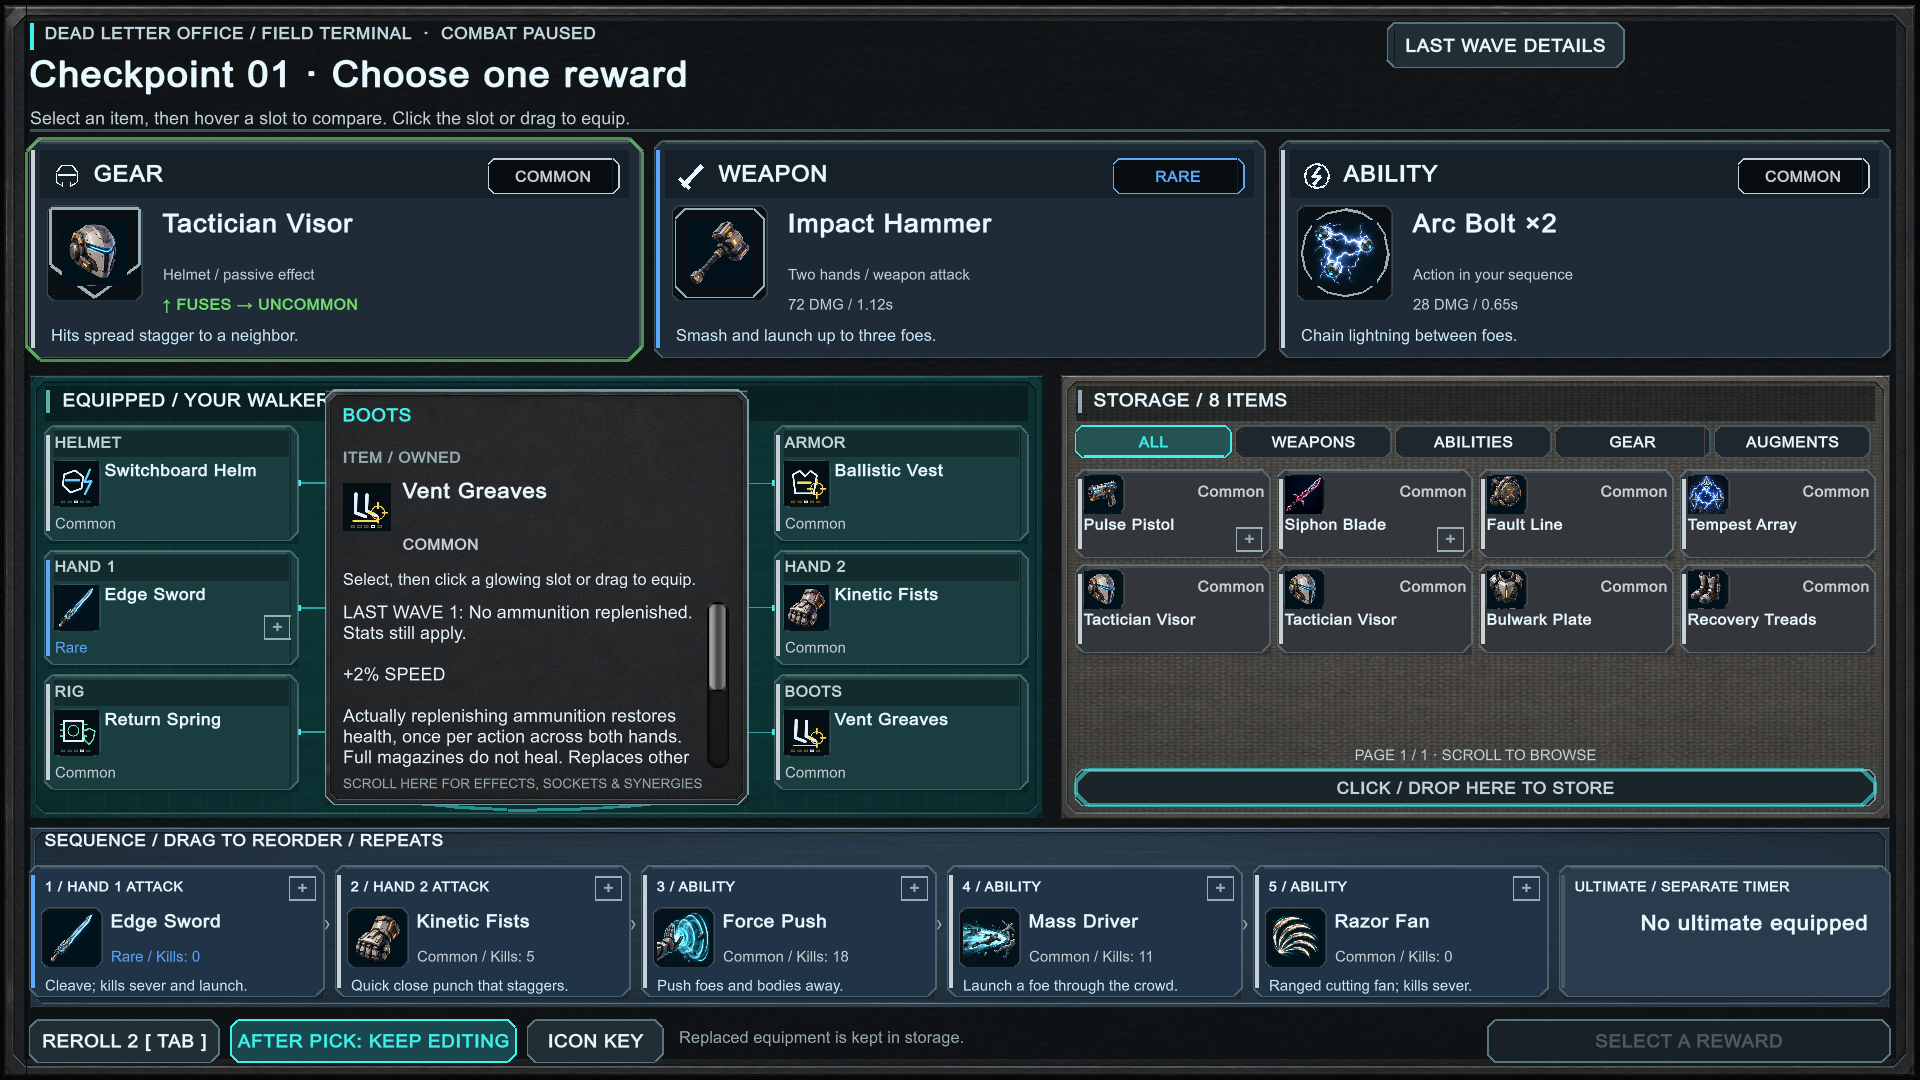 DEAD LETTER OFFICE / FIELD TERMINAL · COMBAT PAUSED
LAST WAVE DETAILS
Checkpoint 01 · Choose one reward
Select an item, then hover a slot to compare. Click the slot or drag to equip.
GEAR
COMMON
Tactician Visor
Helmet / passive effect
↑ FUSES → UNCOMMON
Hits spread stagger to a neighbor.
WEAPON
RARE
Impact Hammer
Two hands / weapon attack
72 DMG / 1.12s
Smash and launch up to three foes.
ABILITY
COMMON
Arc Bolt ×2
Action in your sequence
28 DMG / 0.65s
Chain lightning between foes.
EQUIPPED / YOUR WALKER
HELMET
Switchboard Helm
Common
HAND 1
Edge Sword
+
Rare
RIG
Return Spring
Common
BOOTS
ITEM / OWNED
Vent Greaves
COMMON
Select, then click a glowing slot or drag to equip.
LAST WAVE 1: No ammunition replenished.
Stats still apply.
+2% SPEED
Actually replenishing ammunition restores
health, once per action across both hands.
Full magazines do not heal. Replaces other
SCROLL HERE FOR EFFECTS, SOCKETS & SYNERGIES
ARMOR
Ballistic Vest
Common
HAND 2
Kinetic Fists
Common
BOOTS
Vent Greaves
Common
STORAGE / 8 ITEMS
ALL
WEAPONS
ABILITIES
GEAR
AUGMENTS
Common
Pulse Pistol
+
Common
Siphon Blade
+
Common
Fault Line
Common
Tempest Array
Common
Tactician Visor
Common
Tactician Visor
Common
Bulwark Plate
Common
Recovery Treads
PAGE 1 / 1 · SCROLL TO BROWSE
CLICK / DROP HERE TO STORE
SEQUENCE / DRAG TO REORDER / REPEATS
1 / HAND 1 ATTACK
+
Edge Sword
Rare / Kills: 0
Cleave; kills sever and launch.
2 / HAND 2 ATTACK
+
Kinetic Fists
Common / Kills: 5
Quick close punch that staggers.
3 / ABILITY
+
Force Push
Common / Kills: 18
Push foes and bodies away.
4 / ABILITY
+
Mass Driver
Common / Kills: 11
Launch a foe through the crowd.
5 / ABILITY
+
Razor Fan
Common / Kills: 0
Ranged cutting fan; kills sever.
ULTIMATE / SEPARATE TIMER
No ultimate equipped
REROLL 2 [ TAB ]
AFTER PICK: KEEP EDITING
ICON KEY
Replaced equipment is kept in storage.
SELECT A REWARD